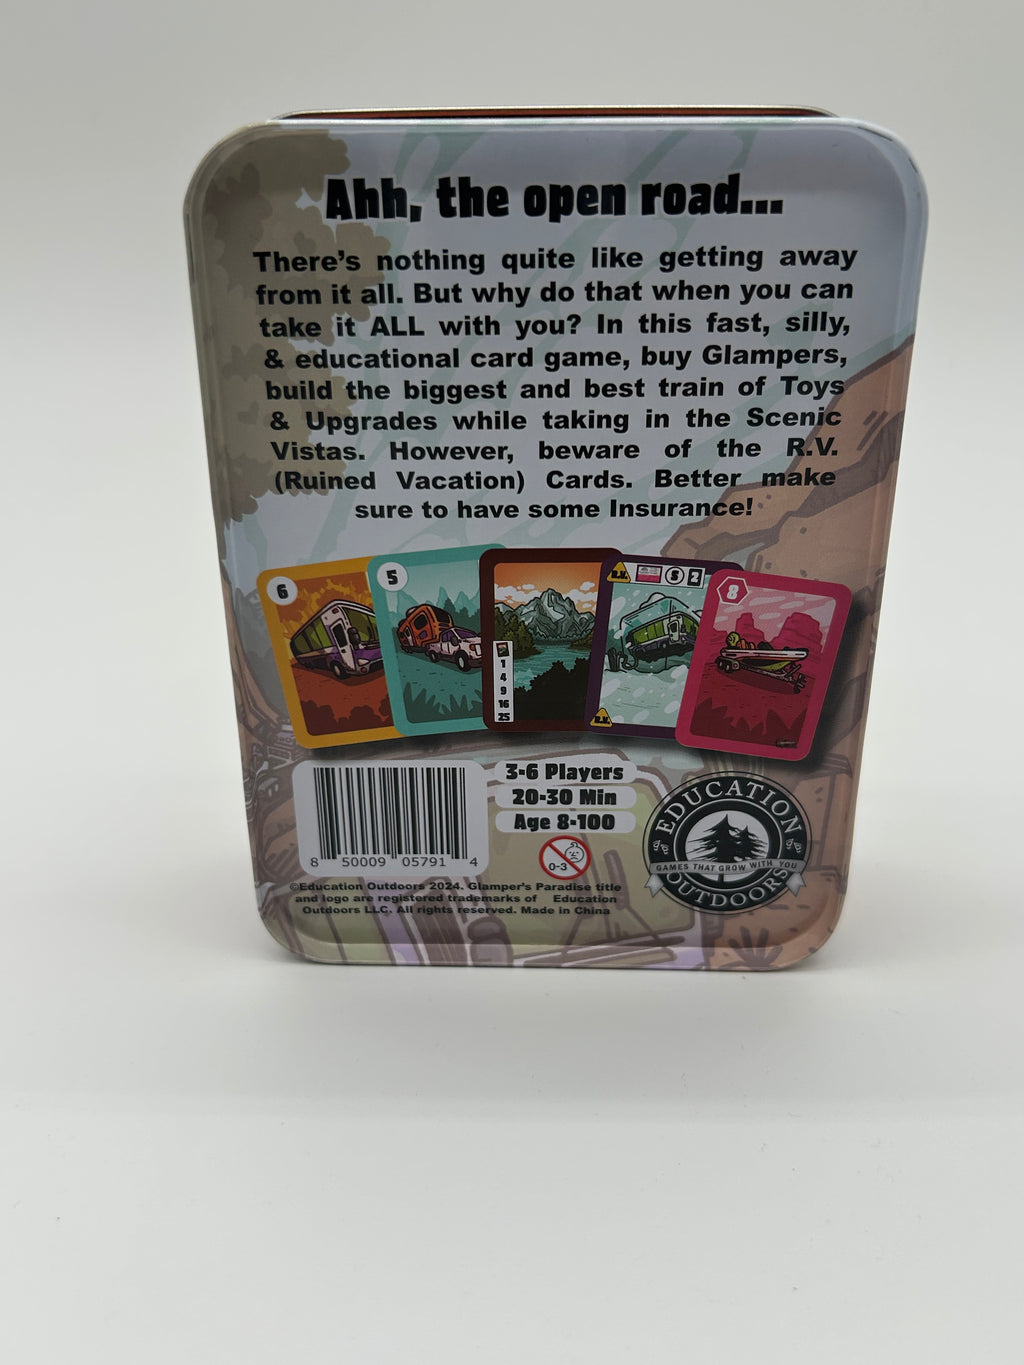 Ahh, the open road...
There's nothing quite like getting away
from it all. But why do that when you can
take it ALL with you? In this fast, silly,
& educational card game, buy Glampers,
build the biggest and best train of Toys
& Upgrades while taking in the Scenic
Vistas. However, beware of the R.V.
(Ruined Vacation) Cards. Better make
sure to have some Insurance!
6
5
1
4
9
16
25
R.V.
S
2
R.V.
8
3-6 Players
20-30 Min
Age 8-100
0-3
8 50009 05791 4
EDUCATION
GAMES THAT GROW WITH YOU
OUTDOORS
©Education Outdoors 2024. Glamper's Paradise title
and logo are registered trademarks of Education
Outdoors LLC. All rights reserved. Made in China